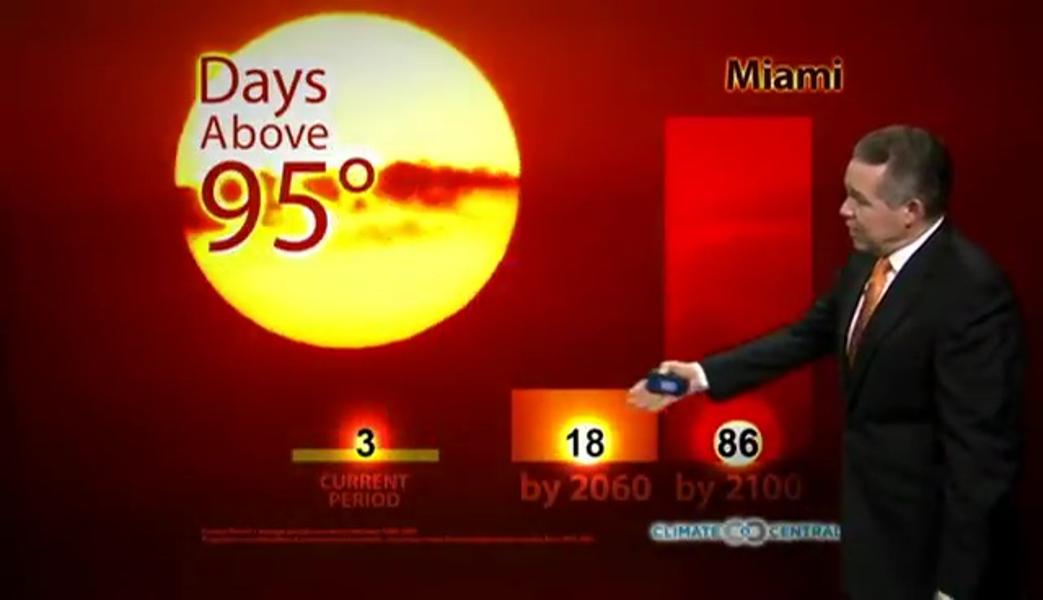 Days
Above
95°
Miami
3
CURRENT
PERIOD
18
by 2060
86
by 2100
CLIMATE CENTRAL